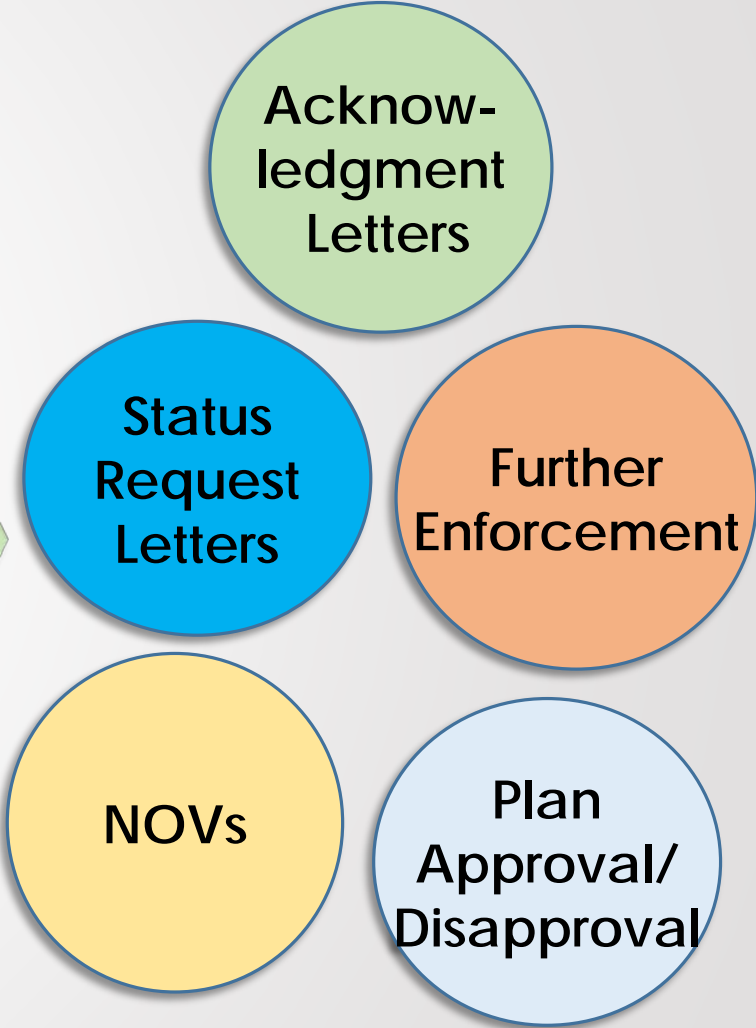 Acknow-
ledgment
Letters
Status
Request
Letters
Further
Enforcement
NOVs
Plan
Approval/
Disapproval